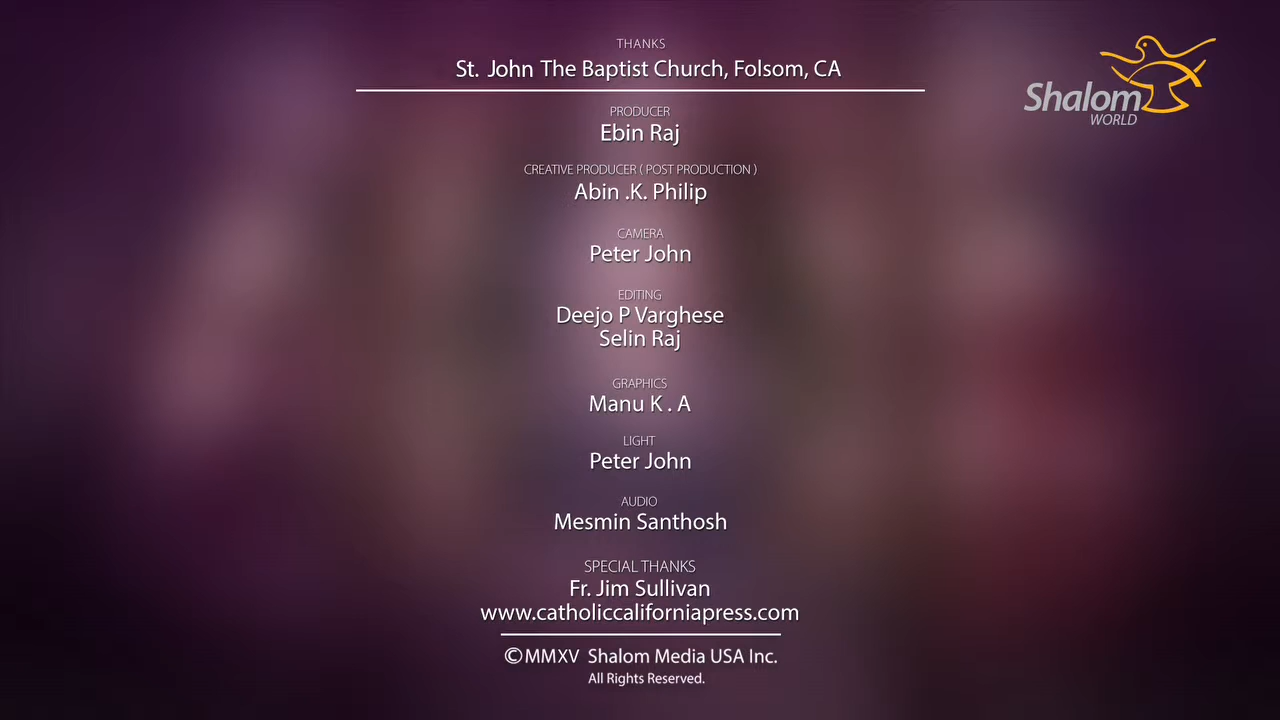 THANKS
St. John The Baptist Church, Folsom, CA
Shalom
WORLD
PRODUCER
Ebin Raj
CREATIVE PRODUCER ( POST PRODUCTION )
Abin .K. Philip
CAMERA
Peter John
EDITING
Deejo P Varghese
Selin Raj
GRAPHICS
Manu K . A
LIGHT
Peter John
AUDIO
Mesmin Santhosh
SPECIAL THANKS
Fr. Jim Sullivan
www.catholiccaliforniapress.com
©MMXV Shalom Media USA Inc.
All Rights Reserved.